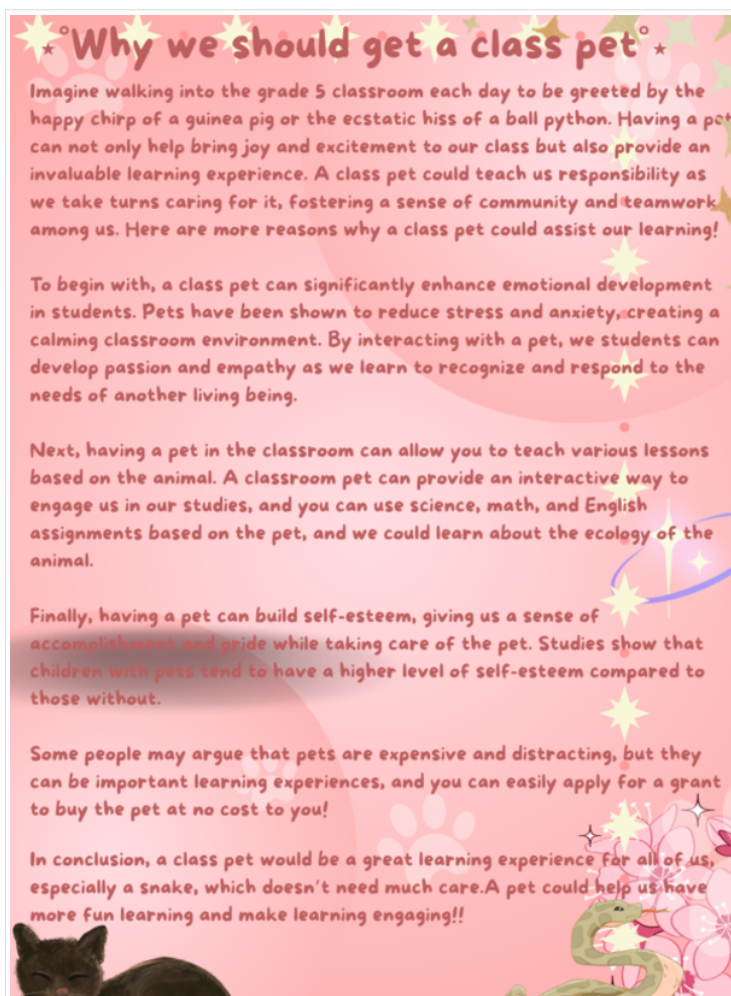 Why we should get a class pet
Imagine walking into the grade 5 classroom each day to be greeted by the
happy chirp of a guinea pig or the ecstatic hiss of a ball python. Having a pet
can not only help bring joy and excitement to our class but also provide an
invaluable learning experience. A class pet could teach us responsibility as
we take turns caring for it, fostering a sense of community and teamwork
among us. Here are more reasons why a class pet could assist our learning!
To begin with, a class pet can significantly enhance emotional development
in students. Pets have been shown to reduce stress and anxiety, creating a
calming classroom environment. By interacting with a pet, we students can
develop passion and empathy as we learn to recognize and respond to the
needs of another living being.
Next, having a pet in the classroom can allow you to teach various lessons
based on the animal. A classroom pet can provide an interactive way to
engage us in our studies, and you can use science, math, and English
assignments based on the pet, and we could learn about the ecology of the
animal.
Finally, having a pet can build self-esteem, giving us a sense of
accomplishment and pride while taking care of the pet. Studies show that
children with pets tend to have a higher level of self-esteem compared to
those without.
Some people may argue that pets are expensive and distracting, but they
can be important learning experiences, and you can easily apply for a grant
to buy the pet at no cost to you!
In conclusion, a class pet would be a great learning experience for all of us,
especially a snake, which doesn't need much care.A pet could help us have
more fun learning and make learning engaging!!